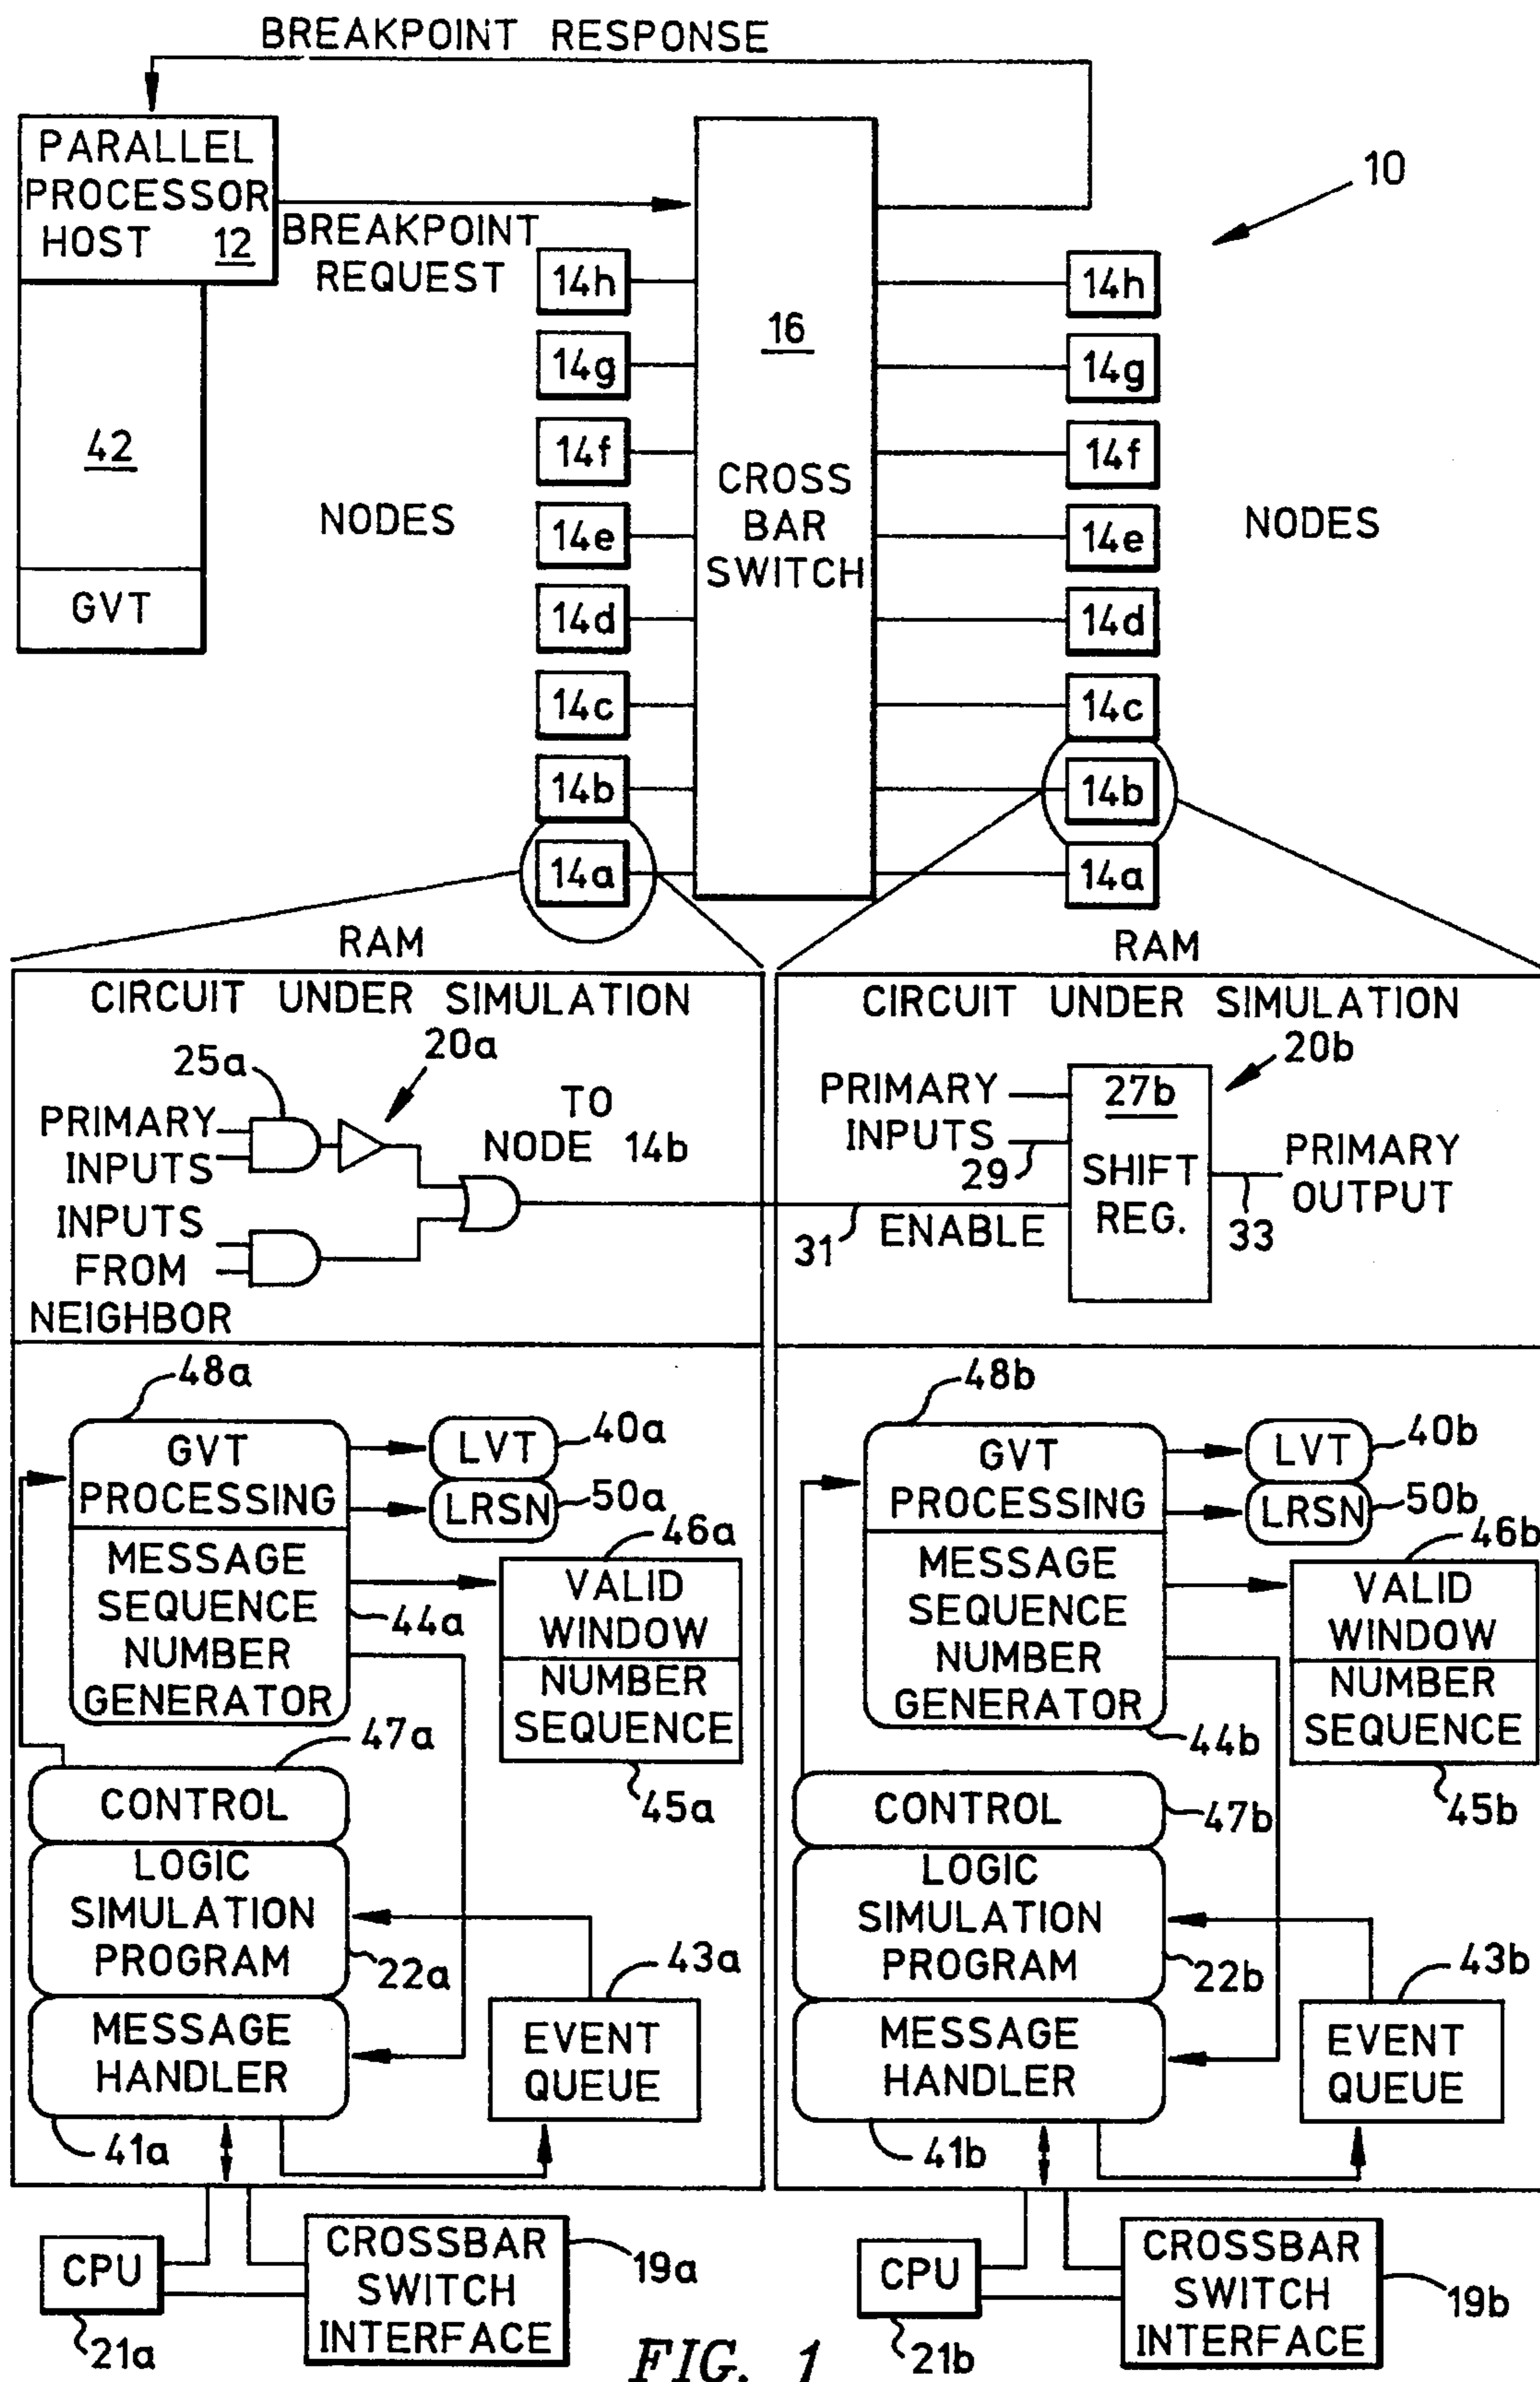 BREAKPOINT RESPONSE
PARALLEL
PROCESSOR
HOST 12
BREAKPOINT
REQUEST
10
42
GVT
NODES
14h
14g
14f
14e
14d
14c
14b
14a
16
CROSS
BAR
SWITCH
14h
14g
14f
14e
14d
14c
14b
14a
NODES
RAM
CIRCUIT UNDER SIMULATION
25a
20a
PRIMARY
INPUTS
TO
NODE 14b
INPUTS
FROM
NEIGHBOR
48a
GVT
PROCESSING
LVT
40a
LRSN
50a
MESSAGE
SEQUENCE
NUMBER
GENERATOR
44a
46a
VALID
WINDOW
NUMBER
SEQUENCE
45a
47a
CONTROL
LOGIC
SIMULATION
PROGRAM
22a
43a
MESSAGE
HANDLER
EVENT
QUEUE
41a
CPU
21a
CROSSBAR
SWITCH
INTERFACE
19a
RAM
CIRCUIT UNDER SIMULATION
20b
PRIMARY
INPUTS
29
27b
SHIFT
REG.
PRIMARY
OUTPUT
33
31
ENABLE
48b
GVT
PROCESSING
LVT
40b
LRSN
50b
MESSAGE
SEQUENCE
NUMBER
GENERATOR
44b
46b
VALID
WINDOW
NUMBER
SEQUENCE
45b
CONTROL
47b
LOGIC
SIMULATION
PROGRAM
22b
43b
MESSAGE
HANDLER
EVENT
QUEUE
41b
CPU
21b
CROSSBAR
SWITCH
INTERFACE
19b
FIG. 1